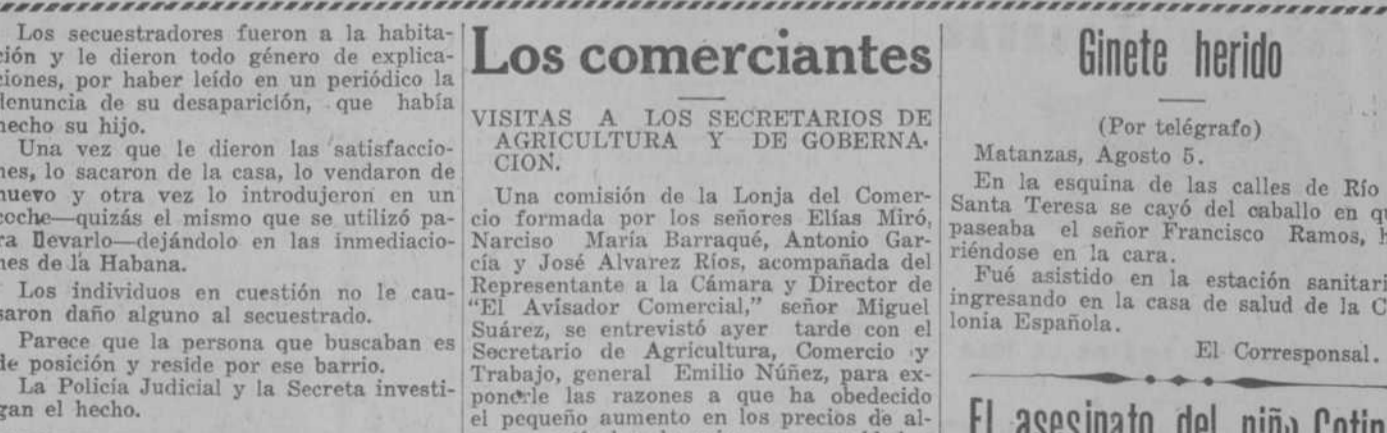 Los secuestradores fueron a la habita-
ción y le dieron todo género de explica-
ciones, por haber leído en un periódico la
denuncia de su desaparición, que había
hecho su hijo.
Una vez que le dieron las satisfaccio-
nes, lo sacaron de la casa, lo vendaron de
nuevo y otra vez lo introdujeron en un
coche—quizás el mismo que se utilizó pa-
ra llevarlo—dejándolo en las inmediacio-
nes de la Habana.
Los individuos en cuestión no le cau-
saron daño alguno al secuestrado.
Parece que la persona que buscaban es
de posición y reside por ese barrio.
La Policía Judicial y la Secreta investi-
gan el hecho.
Los comerciantes
VISITAS A LOS SECRETARIOS DE
AGRICULTURA Y DE GOBERNA-
CION.
Una comisión de la Lonja del Comer-
cio formada por los señores Elías Miró,
Narciso María Barraqué, Antonio Gar-
cía y José Alvarez Ríos, acompañada del
Representante a la Cámara y Director de
"El Avisador Comercial," señor Miguel
Suárez, se entrevistó ayer tarde con el
Secretario de Agricultura, Comercio y
Trabajo, general Emilio Núñez, para ex-
ponerle las razones a que ha obedecido
el pequeño aumento en los precios de al-
Ginete herido
(Por telégrafo)
Matanzas, Agosto 5.
En la esquina de las calles de Río
Santa Teresa se cayó del caballo en qu
paseaba el señor Francisco Ramos, h
riéndose en la cara.
Fué asistido en la estación sanitari
ingresando en la casa de salud de la C
lonia Española.
El Corresponsal.
El asesinato del niño Cotin